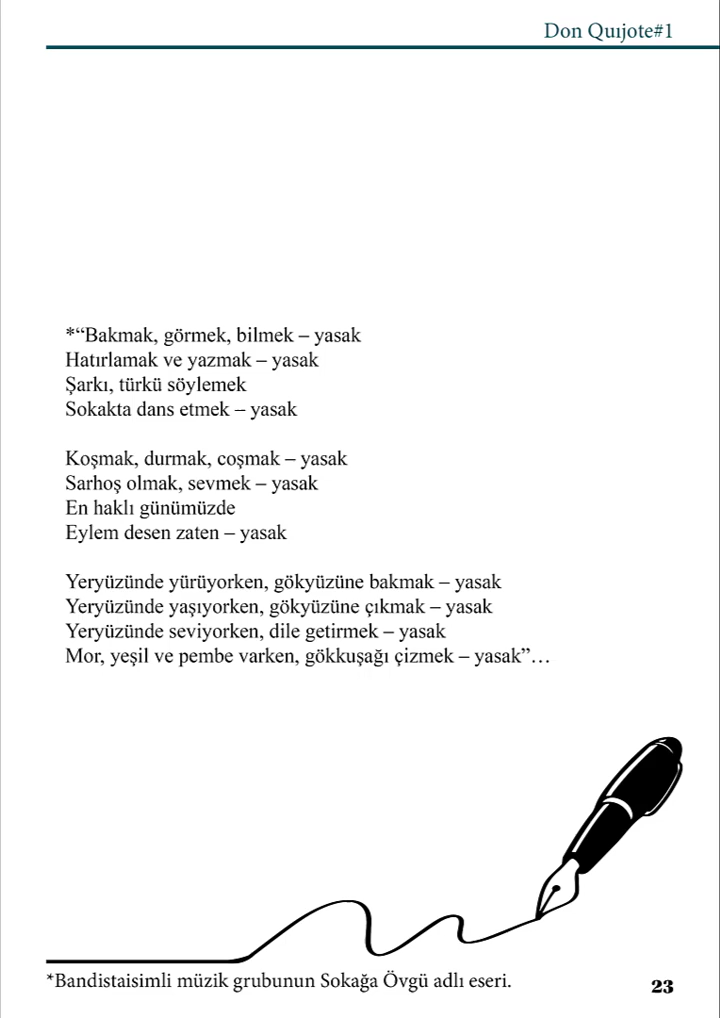 Don Quıjote#1
*“Bakmak, görmek, bilmek – yasak
Hatırlamak ve yazmak – yasak
Şarkı, türkü söylemek
Sokakta dans etmek – yasak
Koşmak, durmak, coşmak – yasak
Sarhoş olmak, sevmek – yasak
En haklı günümüzde
Eylem desen zaten – yasak
Yeryüzünde yürüyorken, gökyüzüne bakmak – yasak
Yeryüzünde yaşıyorken, gökyüzüne çıkmak – yasak
Yeryüzünde seviyorken, dile getirmek – yasak
Mor, yeşil ve pembe varken, gökkuşağı çizmek – yasak”…
*Bandistaisimli müzik grubunun Sokağa Övgü adlı eseri.
23